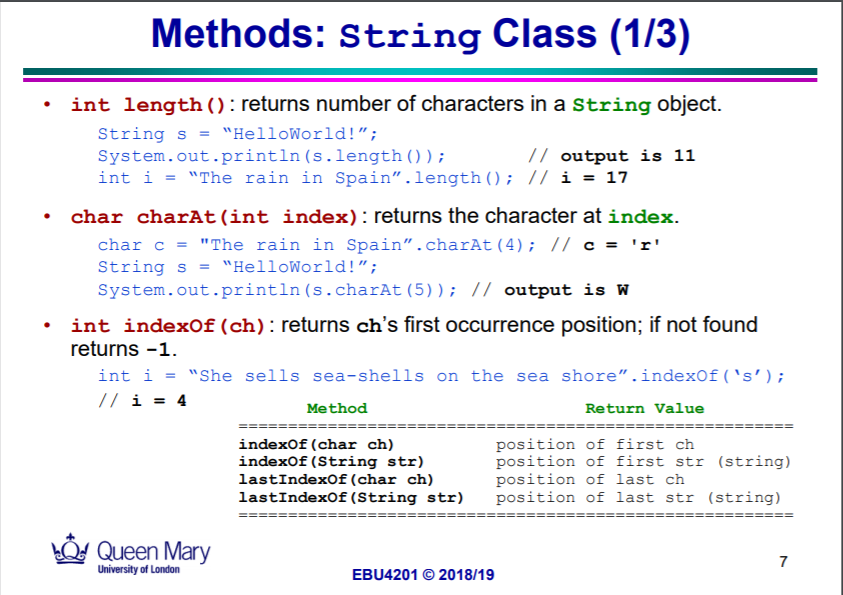 Methods: String Class (1/3)
• int length(): returns number of characters in a String object.
String s = “HelloWorld!”;
System.out.println(s.length()); // output is 11
int i = “The rain in Spain”.length(); // i = 17
• char charAt(int index): returns the character at index.
char c = "The rain in Spain”.charAt(4); // c = 'r'
String s = “HelloWorld!”;
System.out.println(s.charAt(5)); // output is W
• int indexOf(ch): returns ch’s first occurrence position; if not found
returns -1.
int i = “She sells sea-shells on the sea shore”.indexOf(‘s’);
// i = 4
Method Return Value
=======================================================
indexOf(char ch) position of first ch
indexOf(String str) position of first str (string)
lastIndexOf(char ch) position of last ch
lastIndexOf(String str) position of last str (string)
=======================================================
Queen Mary
University of London
EBU4201 © 2018/19
7